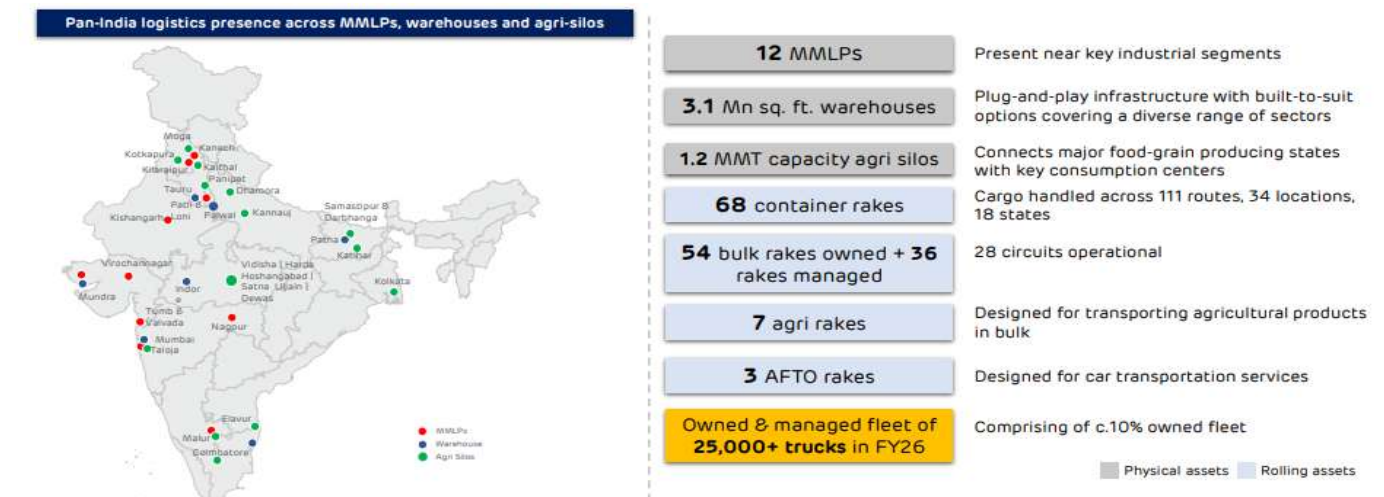 Pan-India logistics presence across MMLPs, warehouses and agri-silos
Moga
Kanech
Kotkapura
Kilaraipur
Kaithal
Panipat
Tauru
Dhamora
Patli &
Palwal
Kishangarh
Loni
Kannauj
Samastipur &
Darbhanga
Patna
Katihar
Virochannagar
Mundra
Indor
e
Vidisha | Harda
Hoshangabad |
Satna Ujjain |
Dewas
Kolkata
Tumb &
Valvada
Nagpur
Mumbai
Taloja
Elavur
Malur
Coimbatore
MMLPs
Warehouse
Agri Silos
12 MMLPs
Present near key industrial segments
3.1 Mn sq. ft. warehouses
Plug-and-play infrastructure with built-to-suit
options covering a diverse range of sectors
1.2 MMT capacity agri silos
Connects major food-grain producing states
with key consumption centers
68 container rakes
Cargo handled across 111 routes, 34 locations,
18 states
54 bulk rakes owned + 36
rakes managed
28 circuits operational
7 agri rakes
Designed for transporting agricultural products
in bulk
3 AFTO rakes
Designed for car transportation services
Owned & managed fleet of
25,000+ trucks in FY26
Comprising of c.10% owned fleet
Physical assets
Rolling assets